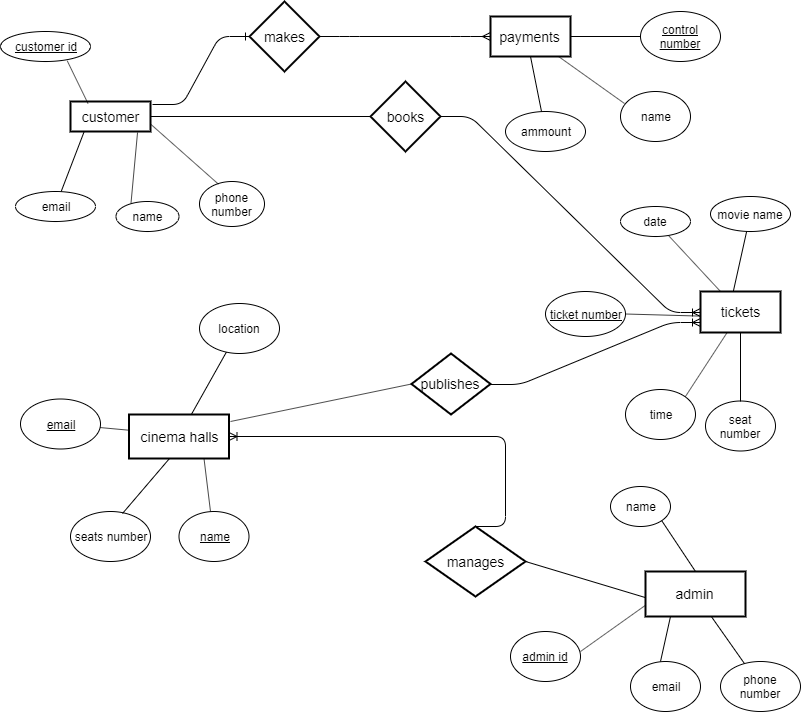 makes
payments
control
number
customer id
customer
books
ammount
name
email
name
phone
number
date
movie name
ticket number
tickets
location
publishes
time
seat
number
email
cinema halls
seats number
name
name
manages
admin
admin id
email
phone
number